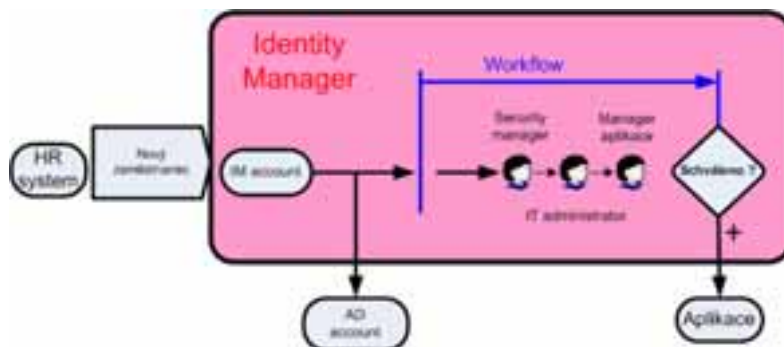 Identity
Manager
Workflow
Security
manager
Manager
aplikace
HR
system
Nový
zaměstnanec
IM account
Schváleno ?
IT administrator
+
AD
account
Aplikace